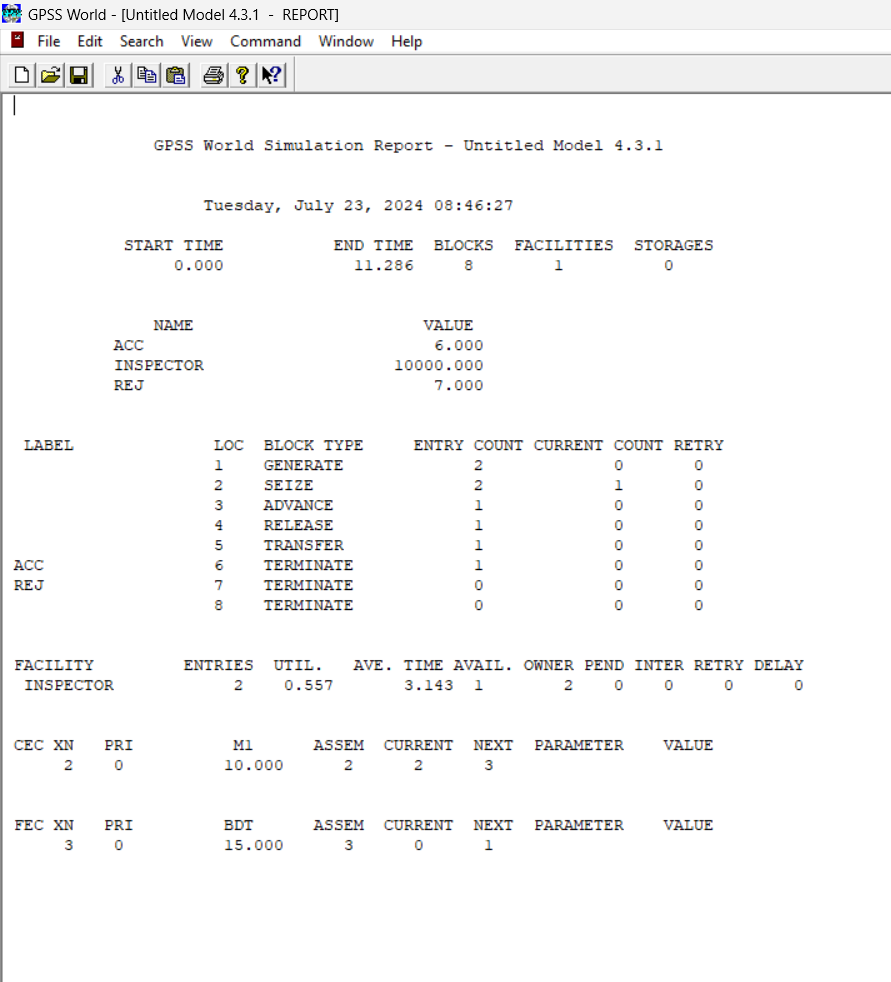 GPSS World - [Untitled Model 4.3.1 - REPORT]
File Edit Search View Command Window Help
GPSS World Simulation Report - Untitled Model 4.3.1
Tuesday, July 23, 2024 08:46:27
START TIME END TIME BLOCKS FACILITIES STORAGES
0.000 11.286 8 1 0
NAME VALUE
ACC 6.000
INSPECTOR 10000.000
REJ 7.000
LABEL LOC BLOCK TYPE ENTRY COUNT CURRENT COUNT RETRY
1 GENERATE 2 0 0
2 SEIZE 2 1 0
3 ADVANCE 1 0 0
4 RELEASE 1 0 0
5 TRANSFER 1 0 0
ACC 6 TERMINATE 1 0 0
REJ 7 TERMINATE 0 0 0
8 TERMINATE 0 0 0
FACILITY ENTRIES UTIL. AVE. TIME AVAIL. OWNER PEND INTER RETRY DELAY
INSPECTOR 2 0.557 3.143 1 2 0 0 0 0
CEC XN PRI M1 ASSEM CURRENT NEXT PARAMETER VALUE
2 0 10.000 2 2 3
FEC XN PRI BDT ASSEM CURRENT NEXT PARAMETER VALUE
3 0 15.000 3 0 1